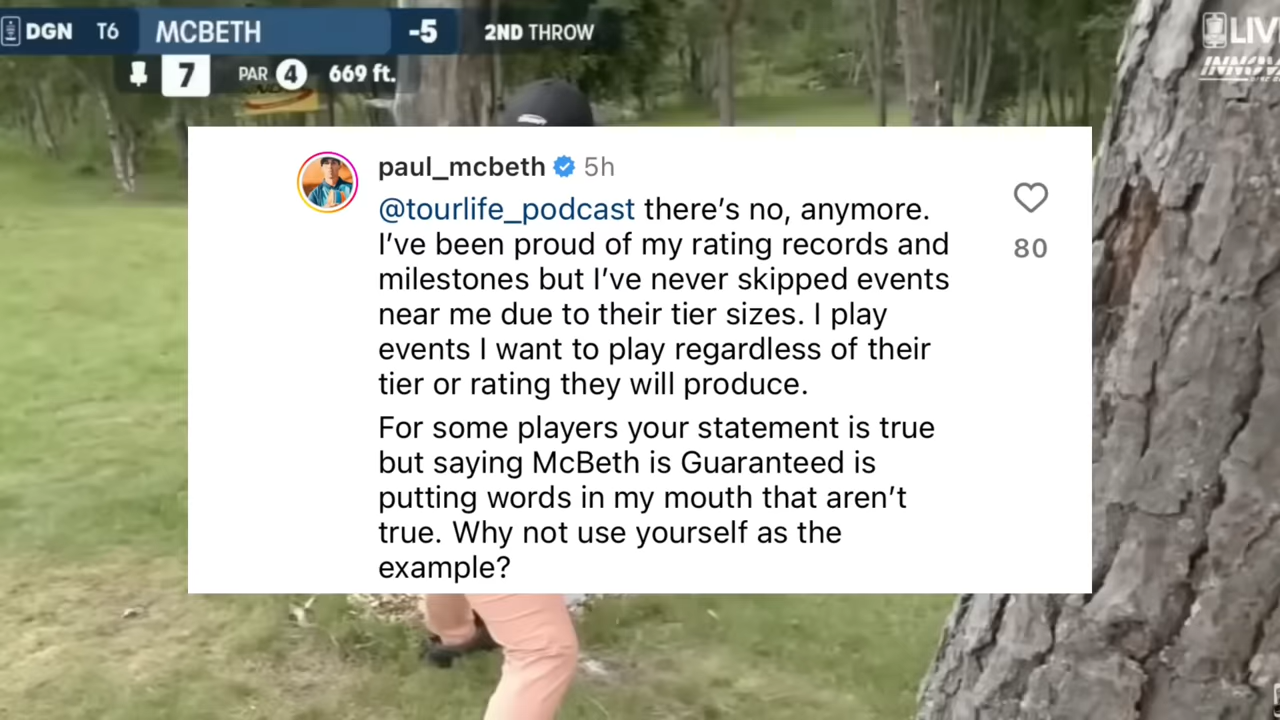 DGN T6 MCBETH -5 2ND THROW
7 PAR 4 669 ft.
LIV
INNOV
paul_mcbeth 5h
@tourlife_podcast there’s no, anymore.
I’ve been proud of my rating records and
milestones but I’ve never skipped events
near me due to their tier sizes. I play
events I want to play regardless of their
tier or rating they will produce.
80
For some players your statement is true
but saying McBeth is Guaranteed is
putting words in my mouth that aren’t
true. Why not use yourself as the
example?